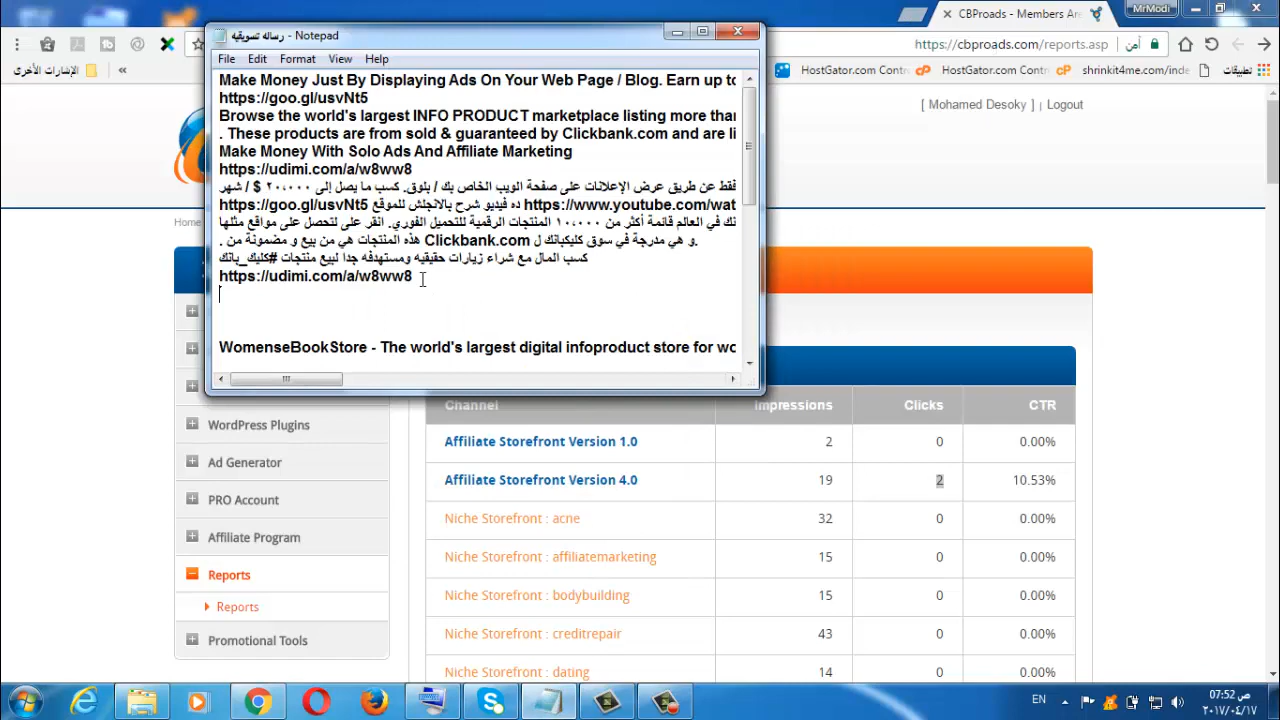 رساله تسويقيه - Notepad
File Edit Format View Help
Make Money Just By Displaying Ads On Your Web Page / Blog. Earn up to
https://goo.gl/usvNt5
Browse the world's largest INFO PRODUCT marketplace listing more than
. These products are from sold & guaranteed by Clickbank.com and are li
Make Money With Solo Ads And Affiliate Marketing
https://udimi.com/a/w8ww8
فقط عن طريق عرض الإعلانات على صفحة الويب الخاص بك / بلوق. كسب ما يصل إلى ٢٠،٠٠٠ $ / شهر
https://goo.gl/usvNt5 ده فيديو شرح بالانجلش للموقع https://www.youtube.com/wat
نك في العالم قائمة أكثر من ١٠،٠٠٠ المنتجات الرقمية للتحميل الفوري. انقر على لتحصل على مواقع مثلها
. هذه المنتجات هي من بيع و مضمونة من Clickbank.com و هي مدرجة في سوق كليكبانك ل.
كسب المال مع شراء زيارات حقيقيه ومستهدفه جدا لبيع منتجات #كليك_بانك
https://udimi.com/a/w8ww8
WomenseBookStore - The world's largest digital infoproduct store for wo
CBProads - Members Are
MrModi
https://cbproads.com/reports.asp
آمن
الإشارات الأخرى
HostGator.com Control
HostGator.com Control
shrinkit4me.com/inde
تطبيقات
[ Mohamed Desoky ] Logout
Home
WordPress Plugins
Ad Generator
PRO Account
Affiliate Program
Reports
Reports
Promotional Tools
Channel Impressions Clicks CTR
Affiliate Storefront Version 1.0 2 0 0.00%
Affiliate Storefront Version 4.0 19 2 10.53%
Niche Storefront : acne 32 0 0.00%
Niche Storefront : affiliatemarketing 15 0 0.00%
Niche Storefront : bodybuilding 15 0 0.00%
Niche Storefront : creditrepair 43 0 0.00%
Niche Storefront : dating 14 0 0.00%
EN
07:52 ص
٢٠١٧/٠٤/١٧